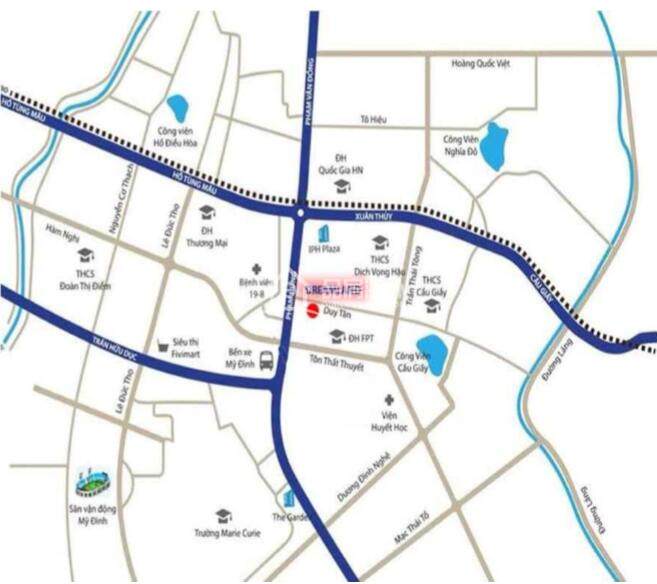 Hoàng Quốc Việt
PHẠM VĂN ĐỒNG
HỒ TÙNG MẬU
Tô Hiệu
Công viên
Hồ Điều Hòa
Công Viên
Nghĩa Đô
ĐH
Quốc Gia HN
Nguyễn Cơ Thạch
HỒ TÙNG MẬU
Lê Đức Thọ
XUÂN THỦY
ĐH
Thương Mại
Hàm Nghi
IPH Plaza
THCS
Dịch Vọng Hậu
Trần Thái Tông
THCS
Đoàn Thị Điểm
Bệnh viện
19-8
THCS
Cầu Giấy
CẦU GIẤY
Duy Tân
TRẦN HỮU DỤC
Siêu thị
Fivimart
Bến xe
Mỹ Đình
ĐH FPT
Tôn Thất Thuyết
Công Viên
Cầu Giấy
Đường Láng
Lê Đức Thọ
Viện
Huyết Học
Dương Đình Nghệ
Sân vận động
Mỹ Đình
Trường Marie Curie
The Garden
Mạc Thái Tổ
Đường Láng